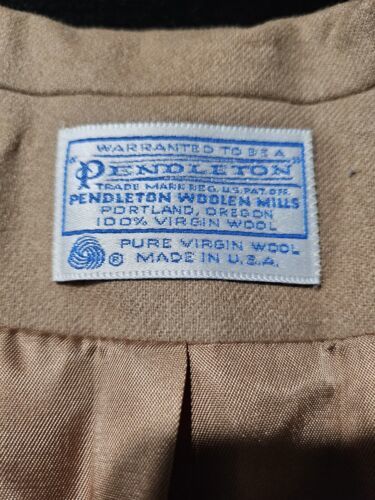 WARRANTED TO BE A
"PENDLETON"
TRADE MARK REG. U.S. PAT. OFF.
PENDLETON WOOLEN MILLS
PORTLAND, OREGON
100% VIRGIN WOOL
PURE VIRGIN WOOL
® MADE IN U.S.A.